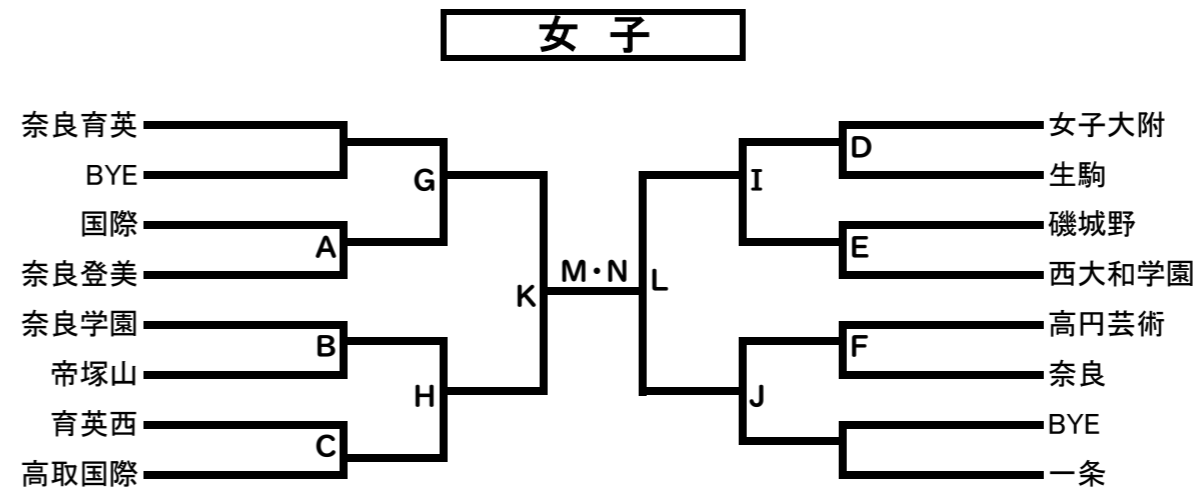 女 子
奈良育英
BYE
国際
奈良登美
奈良学園
帝塚山
育英西
高取国際
G
A
B
H
C
K
M・N
L
I
D
E
F
J
女子大附
生駒
磯城野
西大和学園
高円芸術
奈良
BYE
一条